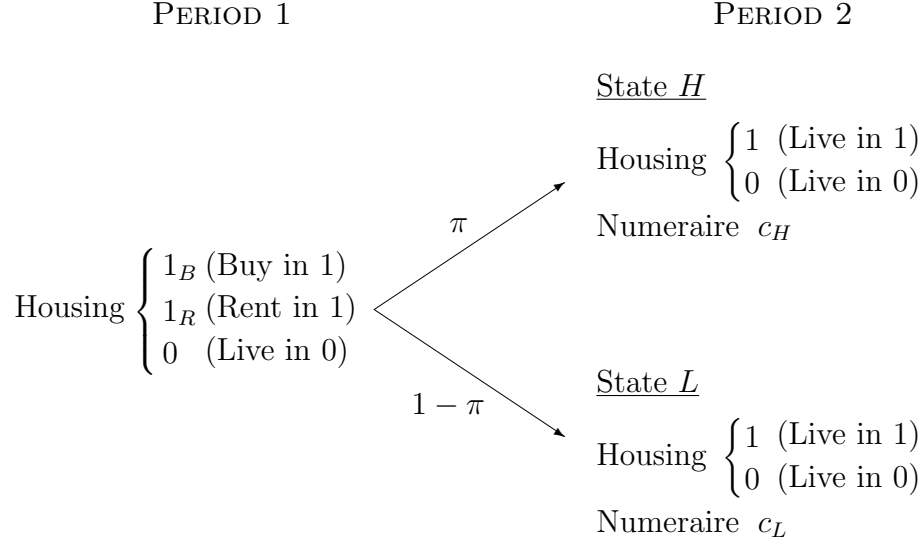 PERIOD 1
PERIOD 2
State H
Housing { 1 (Live in 1)
0 (Live in 0)
Numeraire c_H
π
Housing { 1_B (Buy in 1)
1_R (Rent in 1)
0 (Live in 0)
1 − π
State L
Housing { 1 (Live in 1)
0 (Live in 0)
Numeraire c_L